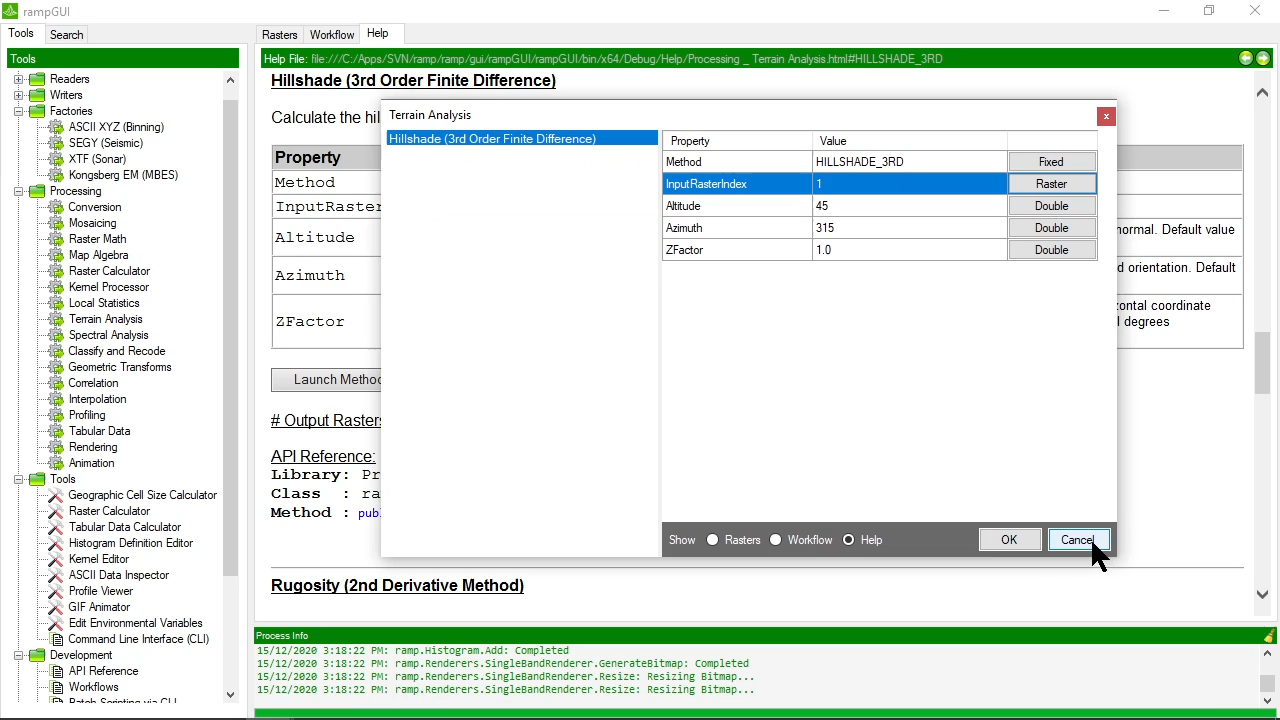 rampGUI
Tools
Search
Rasters
Workflow
Help
Tools
Help File: file:///C:/Apps/SVN/ramp/ramp/gui/rampGUI/rampGUI/bin/x64/Debug/Help/Processing _ Terrain Analysis.html#HILLSHADE_3RD
Readers
Writers
Factories
ASCII XYZ (Binning)
SEGY (Seismic)
XTF (Sonar)
Kongsberg EM (MBES)
Processing
Conversion
Mosaicing
Raster Math
Map Algebra
Raster Calculator
Kernel Processor
Local Statistics
Terrain Analysis
Spectral Analysis
Classify and Recode
Geometric Transforms
Correlation
Interpolation
Profiling
Tabular Data
Rendering
Animation
Tools
Geographic Cell Size Calculator
Raster Calculator
Tabular Data Calculator
Histogram Definition Editor
Kernel Editor
ASCII Data Inspector
Profile Viewer
GIF Animator
Edit Environmental Variables
Command Line Interface (CLI)
Development
API Reference
Workflows
Batch Scripting via CLI
Hillshade (3rd Order Finite Difference)
Calculate the hil
Property
Method
InputRaster
Altitude
ormal. Default value
Azimuth
d orientation. Default
ZFactor
ontal coordinate
l degrees
Launch Method
# Output Rasters
API Reference:
Library: Pr
Class : ra
Method : pub
Rugosity (2nd Derivative Method)
Terrain Analysis
x
Hillshade (3rd Order Finite Difference)
Property Value
Method HILLSHADE_3RD Fixed
InputRasterIndex 1 Raster
Altitude 45 Double
Azimuth 315 Double
ZFactor 1.0 Double
Show Rasters Workflow Help OK Cancel
Process Info
15/12/2020 3:18:22 PM: ramp.Histogram.Add: Completed
15/12/2020 3:18:22 PM: ramp.Renderers.SingleBandRenderer.GenerateBitmap: Completed
15/12/2020 3:18:22 PM: ramp.Renderers.SingleBandRenderer.Resize: Resizing Bitmap...
15/12/2020 3:18:22 PM: ramp.Renderers.SingleBandRenderer.Resize: Resizing Bitmap...